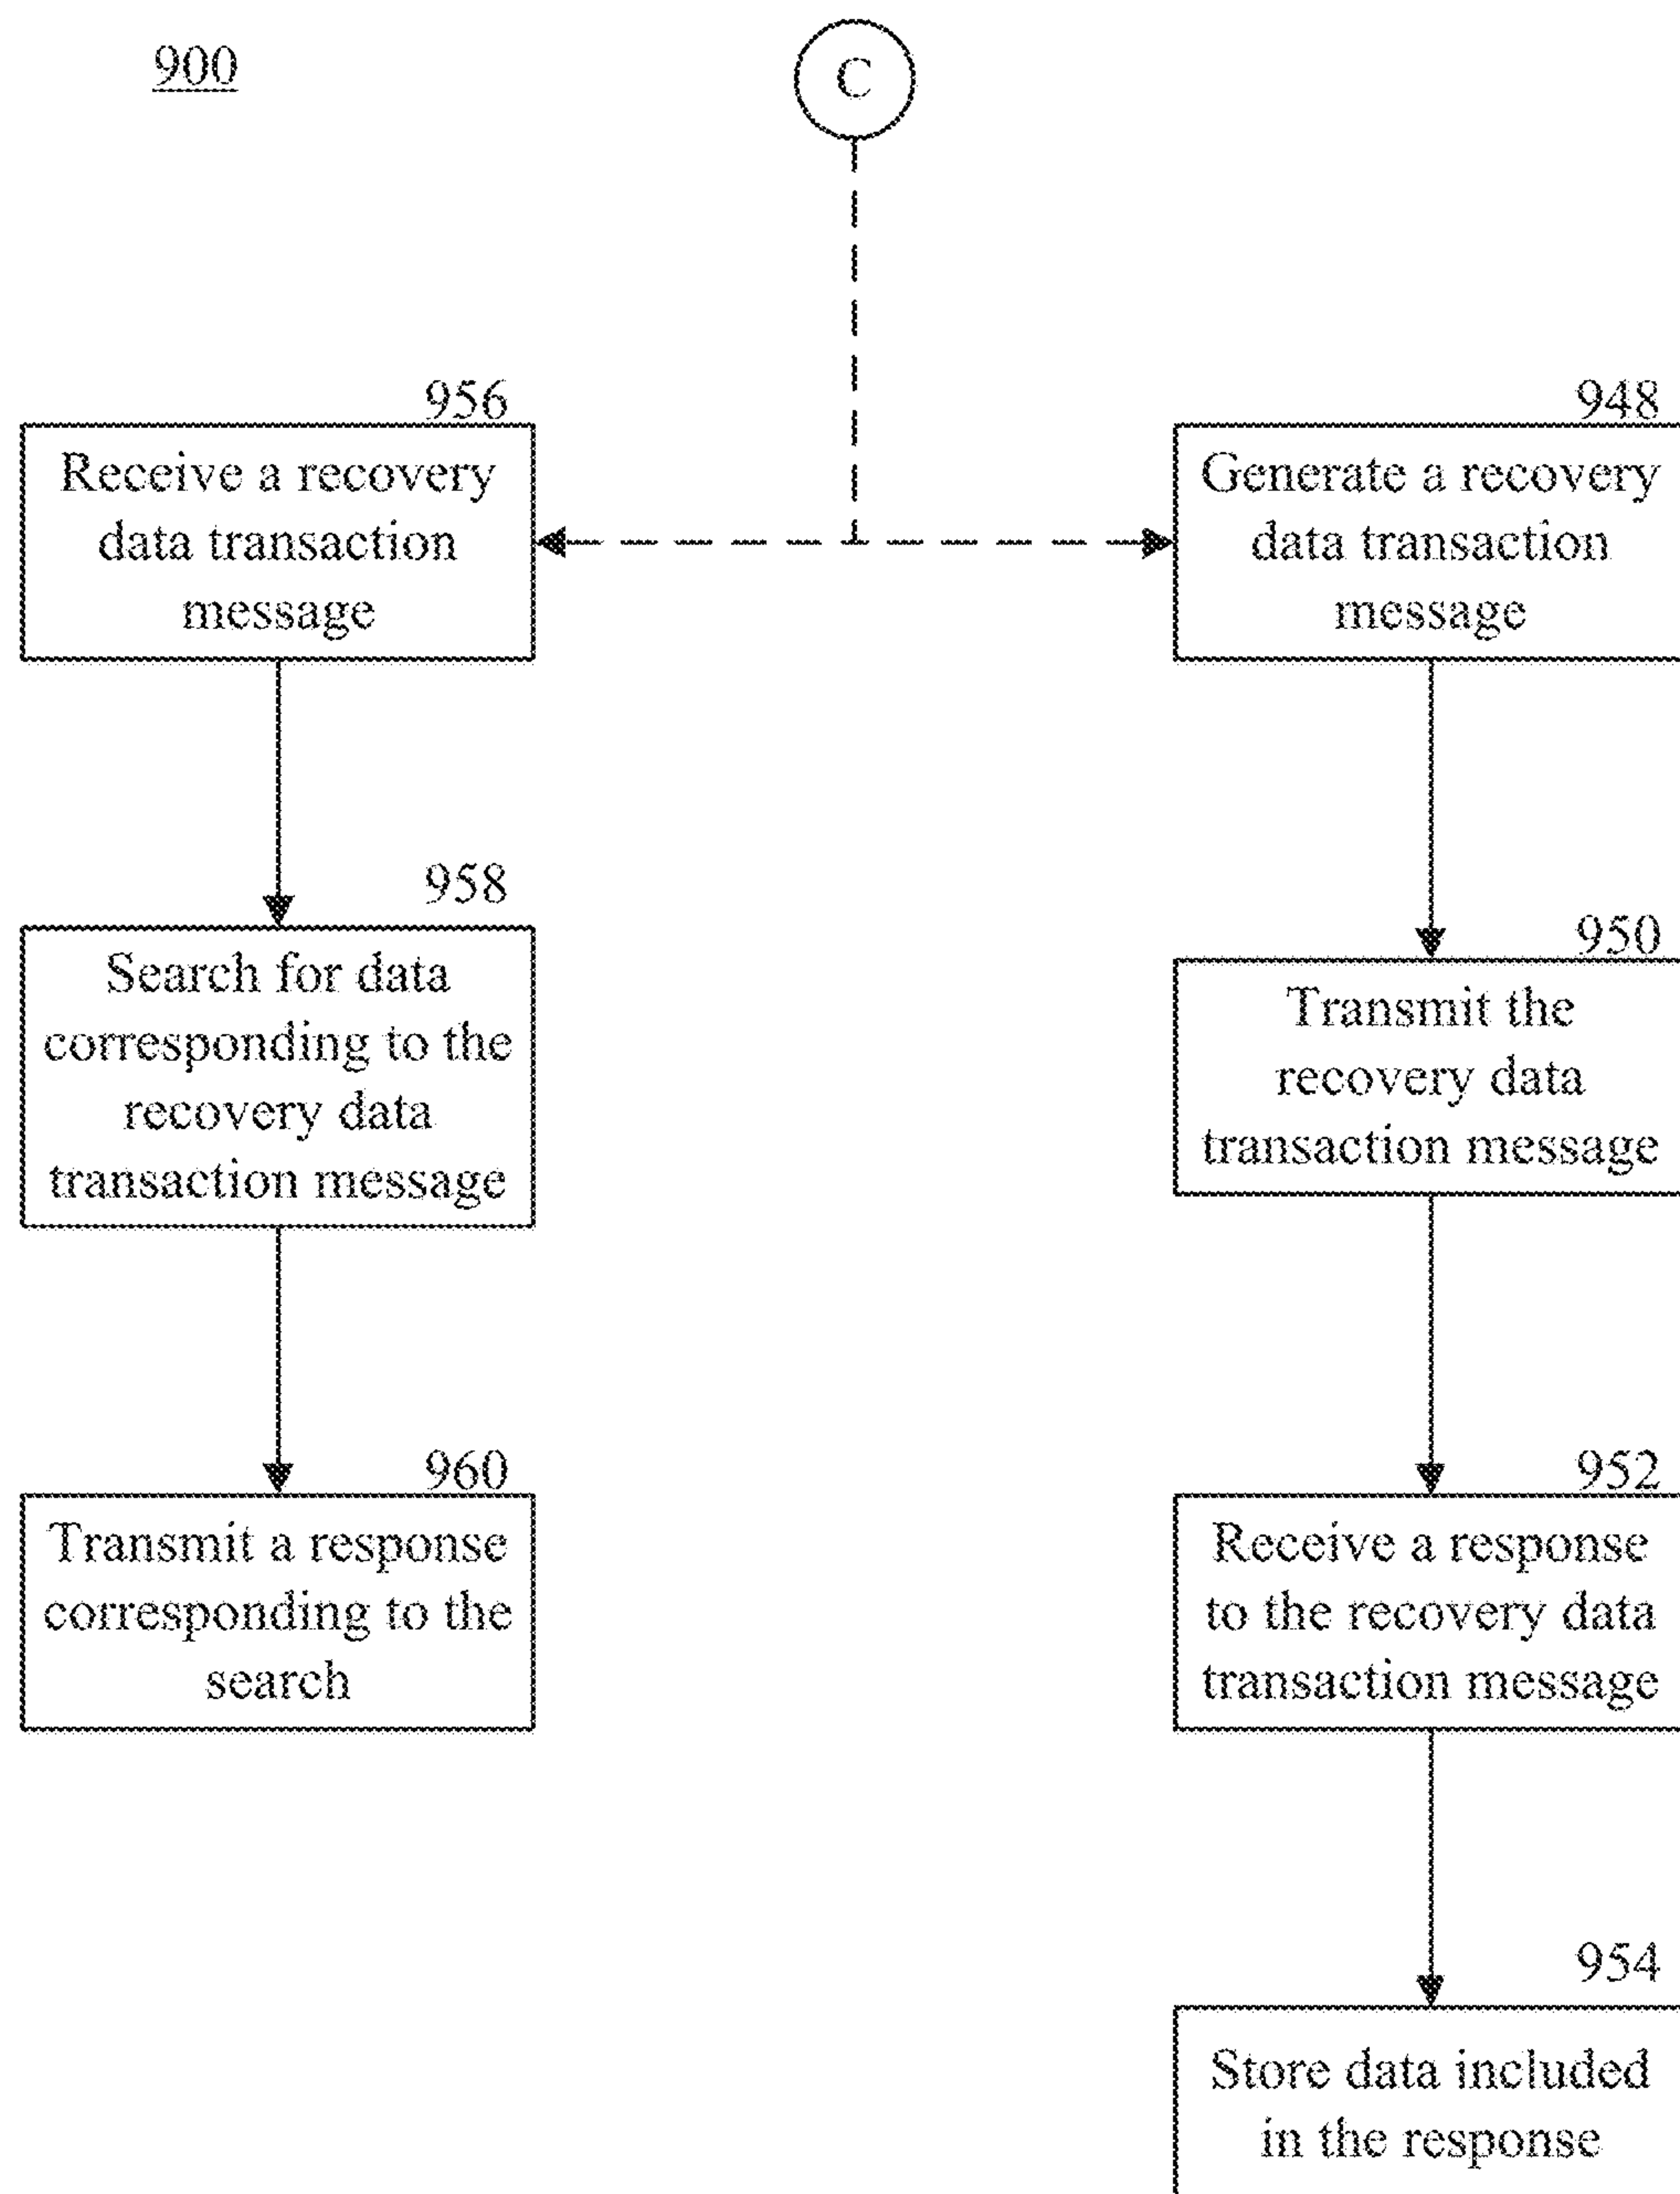 900
C
956
Receive a recovery
data transaction
message
948
Generate a recovery
data transaction
message
958
Search for data
corresponding to the
recovery data
transaction message
950
Transmit the
recovery data
transaction message
960
Transmit a response
corresponding to the
search
952
Receive a response
to the recovery data
transaction message
954
Store data included
in the response